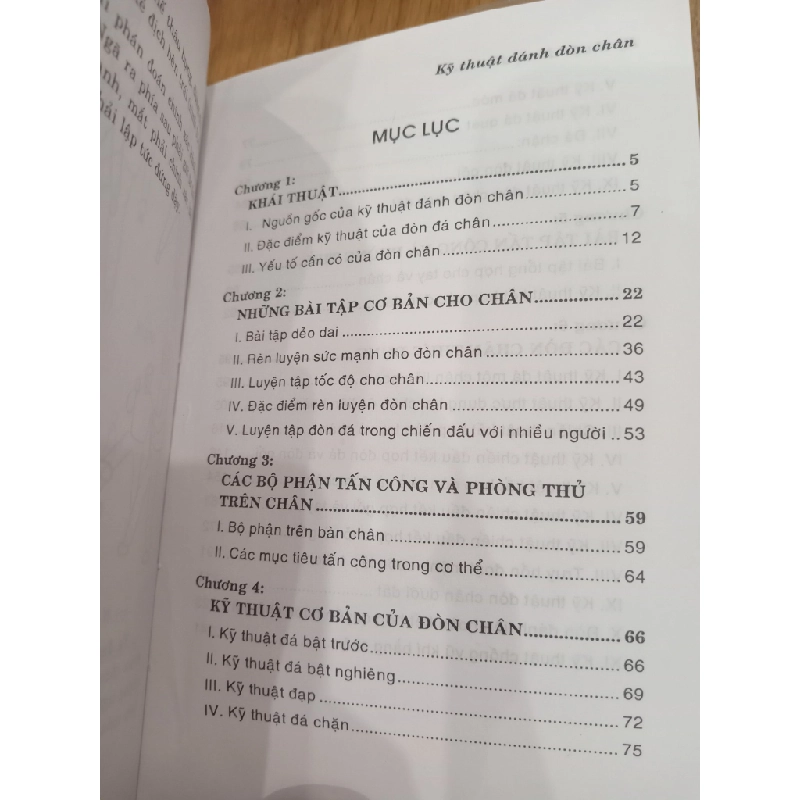 Kỹ thuật đánh đòn chân
MỤC LỤC
Chương 1:
KHÁI THUẬT.......... 5
I. Nguồn gốc của kỹ thuật đánh đòn chân .......... 5
II. Đặc điểm kỹ thuật của đòn đá chân .......... 7
III. Yếu tố cần có của đòn chân .......... 12
Chương 2:
NHỮNG BÀI TẬP CƠ BẢN CHO CHÂN.......... 22
I. Bài tập dẻo dai .......... 22
II. Rèn luyện sức mạnh cho đòn chân .......... 36
III. Luyện tập tốc độ cho chân.......... 43
IV. Đặc điểm rèn luyện đòn chân .......... 49
V. Luyện tập đòn đá trong chiến đấu với nhiều người .. 53
Chương 3:
CÁC BỘ PHẬN TẤN CÔNG VÀ PHÒNG THỦ
TRÊN CHÂN.......... 59
I. Bộ phận trên bàn chân .......... 59
II. Các mục tiêu tấn công trong cơ thể.......... 64
Chương 4:
KỸ THUẬT CƠ BẢN CỦA ĐÒN CHÂN.......... 66
I. Kỹ thuật đá bật trước.......... 66
II. Kỹ thuật đá bật nghiêng.......... 69
III. Kỹ thuật đạp .......... 72
IV. Kỹ thuật đá chặn .......... 75